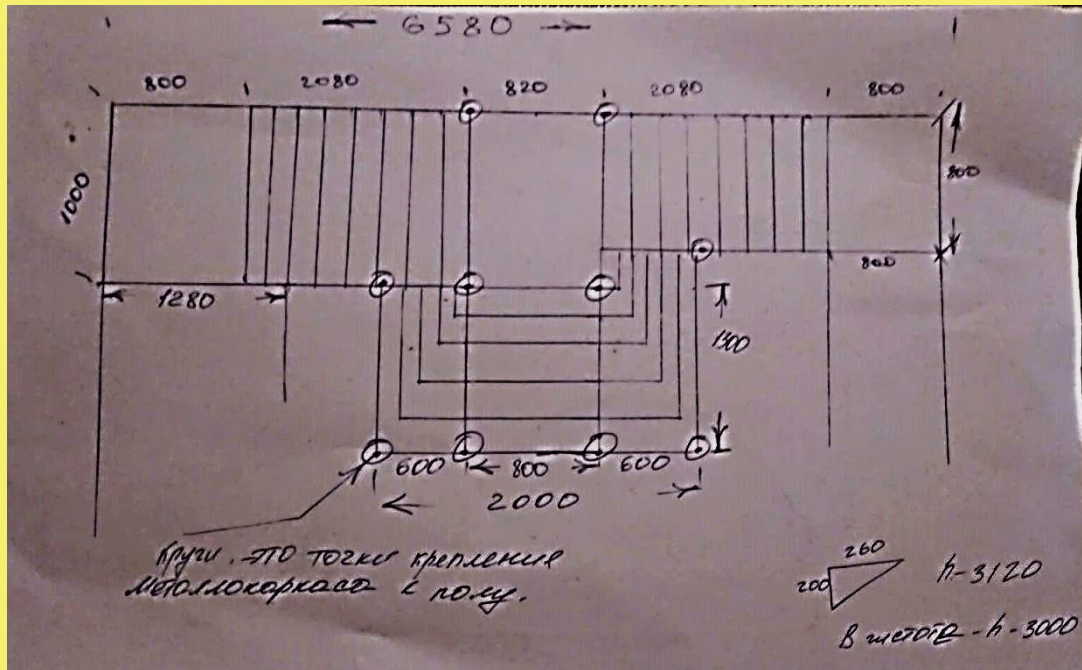 6580
800 2080 820 2080 800
1000
800
800
1280
1300
600 800 600
2000
Круги, это точки крепления
металлокаркаса к полу.
260
200
h-3120
В чистоте - h-3000